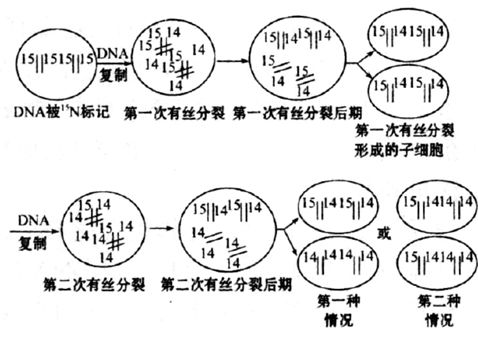 15||15 15||15
DNA
复制
15 14
15 15 14
14 15
14
15||14 15||14
15
14 15
14
15||14 15||14
15||14 15||14
DNA被¹⁵N标记
第一次有丝分裂
第一次有丝分裂后期
第一次有丝分裂
形成的子细胞
DNA
复制
15 14
14 15 14
14 14
14
15||14 15||14
14
14 14
14
15||14 15||14
14||14 14||14
或
15||14 14||14
15||14 14||14
第二次有丝分裂
第二次有丝分裂后期
第一种
情况
第二种
情况